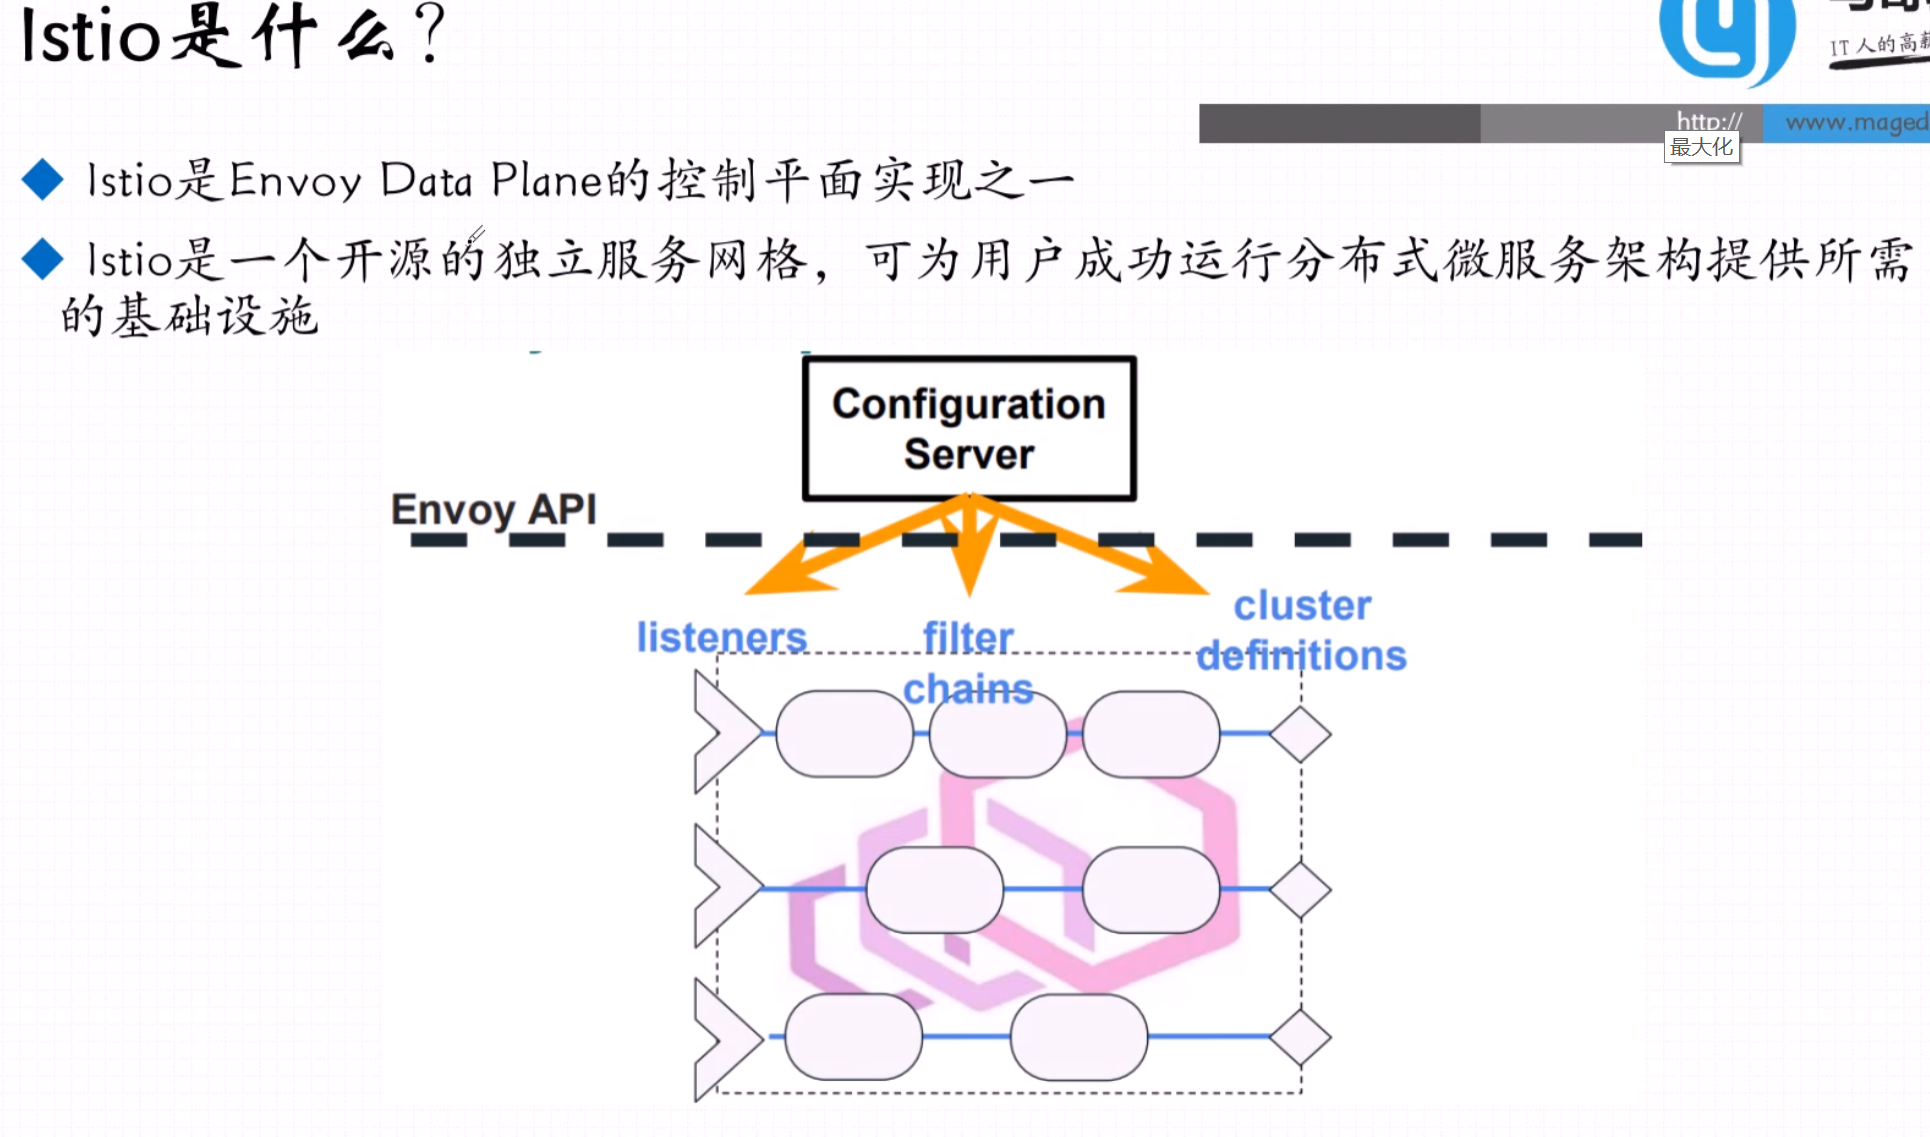 Istio是什么？
IT人的高薪
http://
www.maged
最大化
Istio是Envoy Data Plane的控制平面实现之一
Istio是一个开源的独立服务网格，可为用户成功运行分布式微服务架构提供所需
的基础设施
Configuration
Server
Envoy API
listeners
filter
chains
cluster
definitions